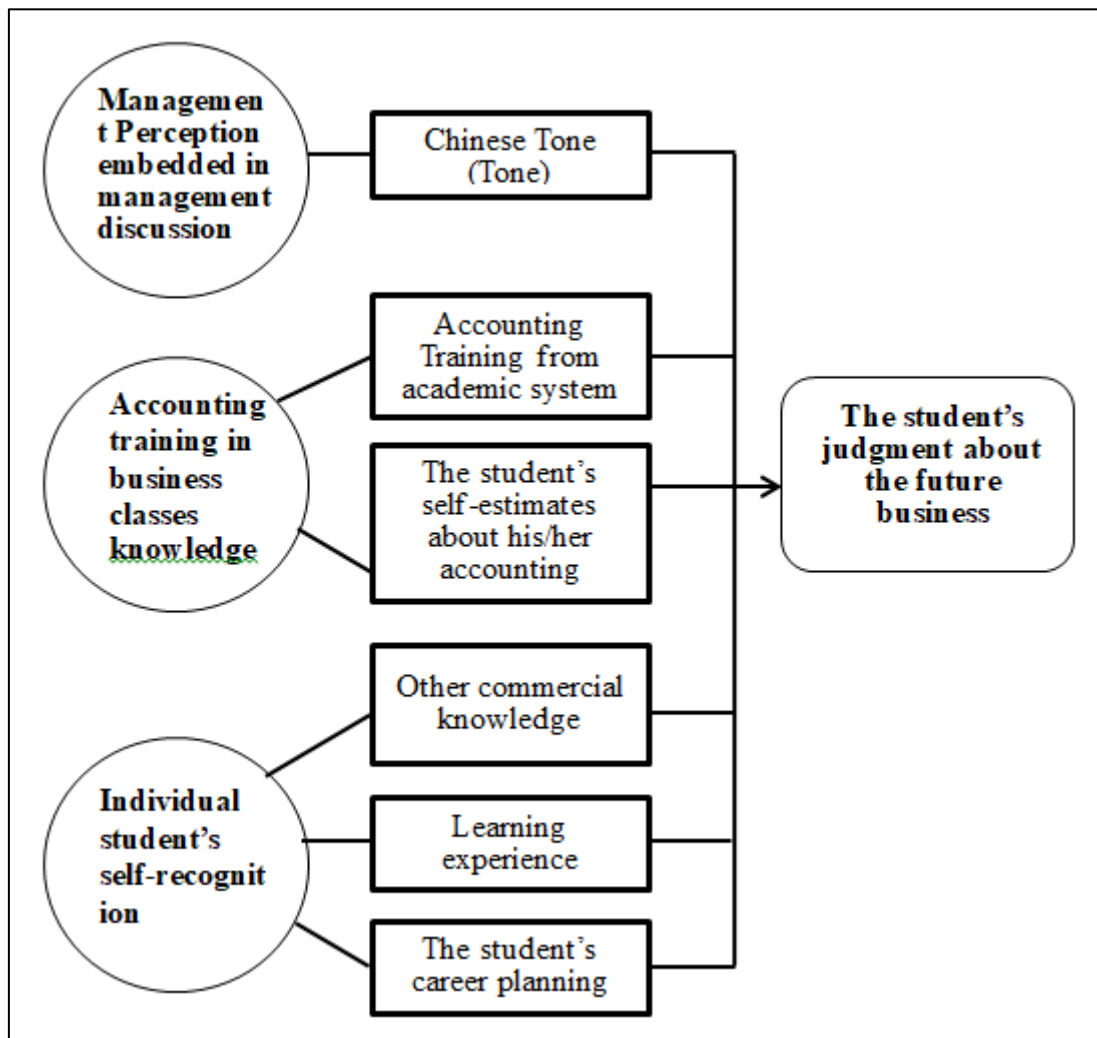 Managemen
t Perception
embedded in
management
discussion
Chinese Tone
(Tone)
Accounting
Training from
academic system
Accounting
training in
business
classes
knowledge
The student’s
self-estimates
about his/her
accounting
The student’s
judgment about
the future
business
Other commercial
knowledge
Individual
student’s
self-recognit
ion
Learning
experience
The student’s
career planning